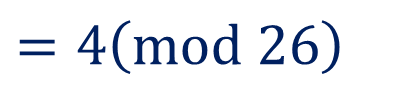 = 4(mod 26)